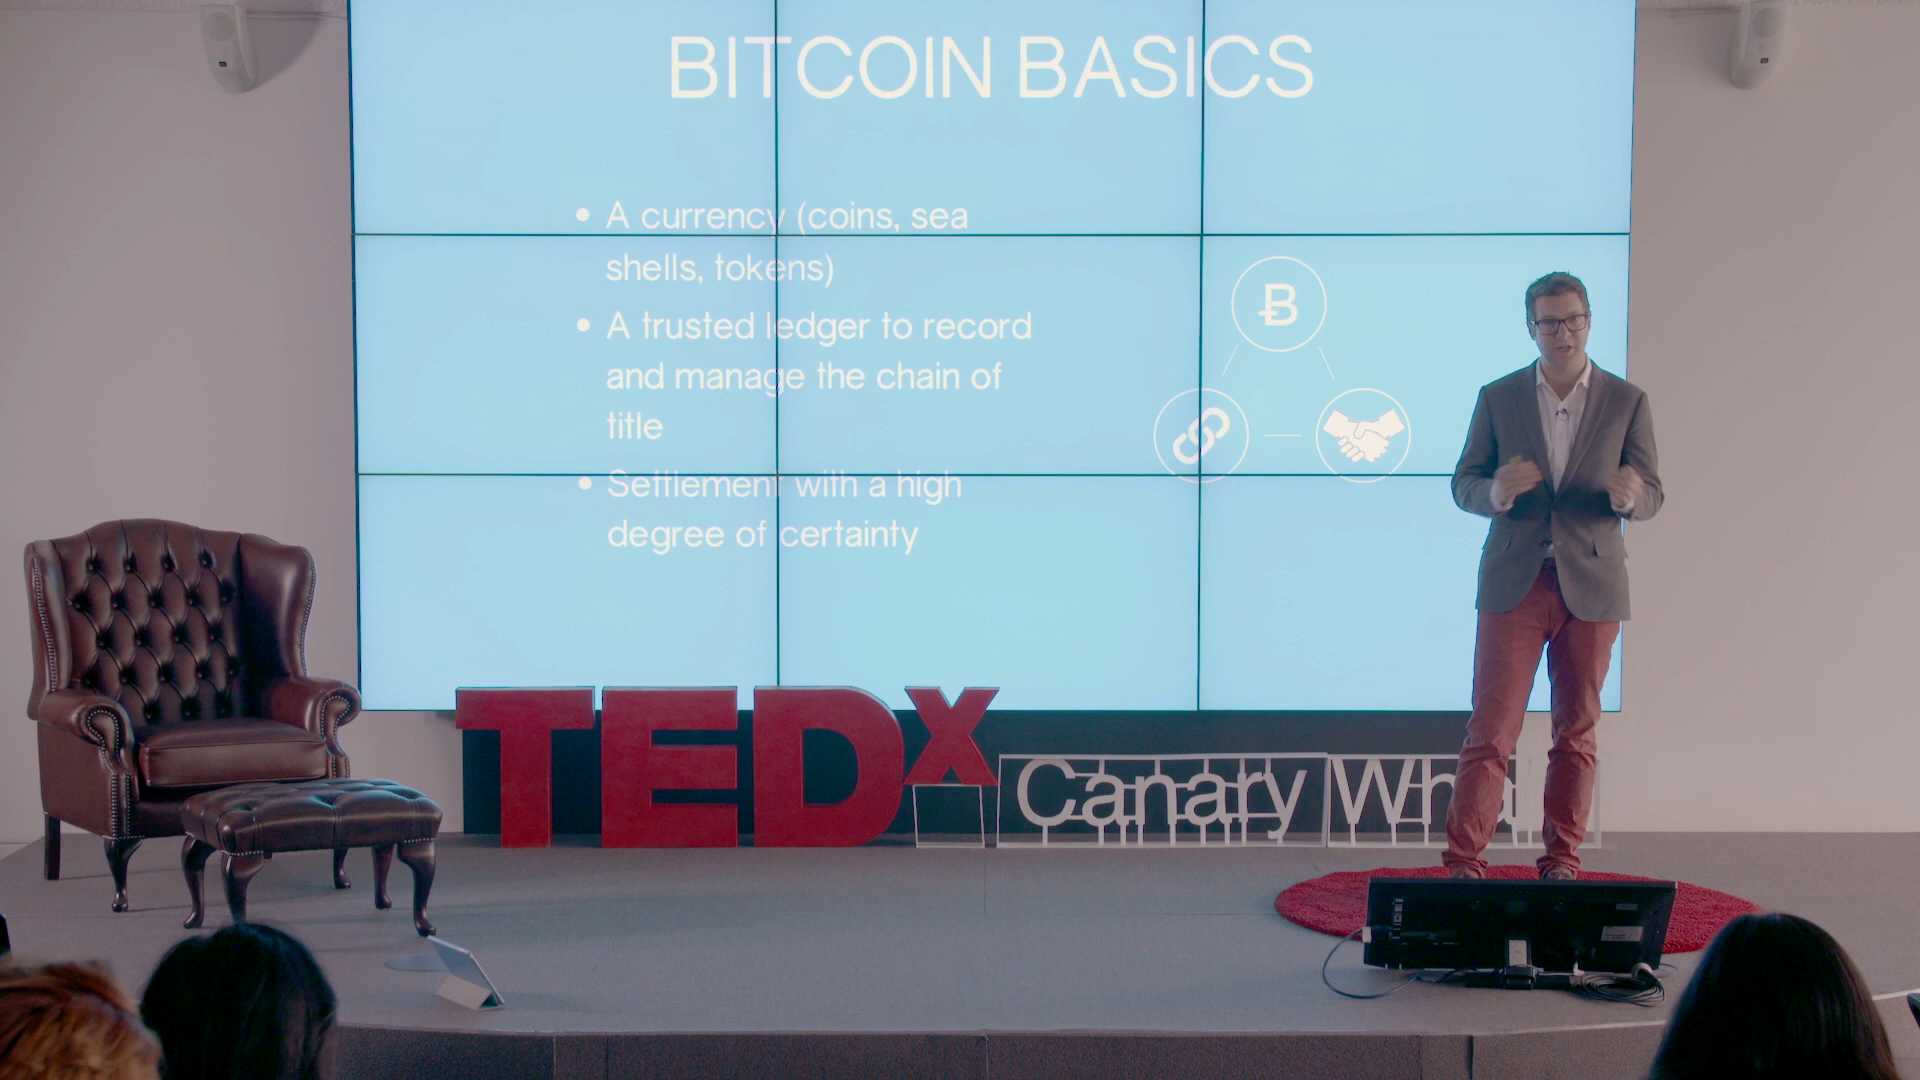 BITCOIN BASICS
• A currency (coins, sea
shells, tokens)
• A trusted ledger to record
and manage the chain of
title
• Settlement with a high
degree of certainty
TEDx
Canary